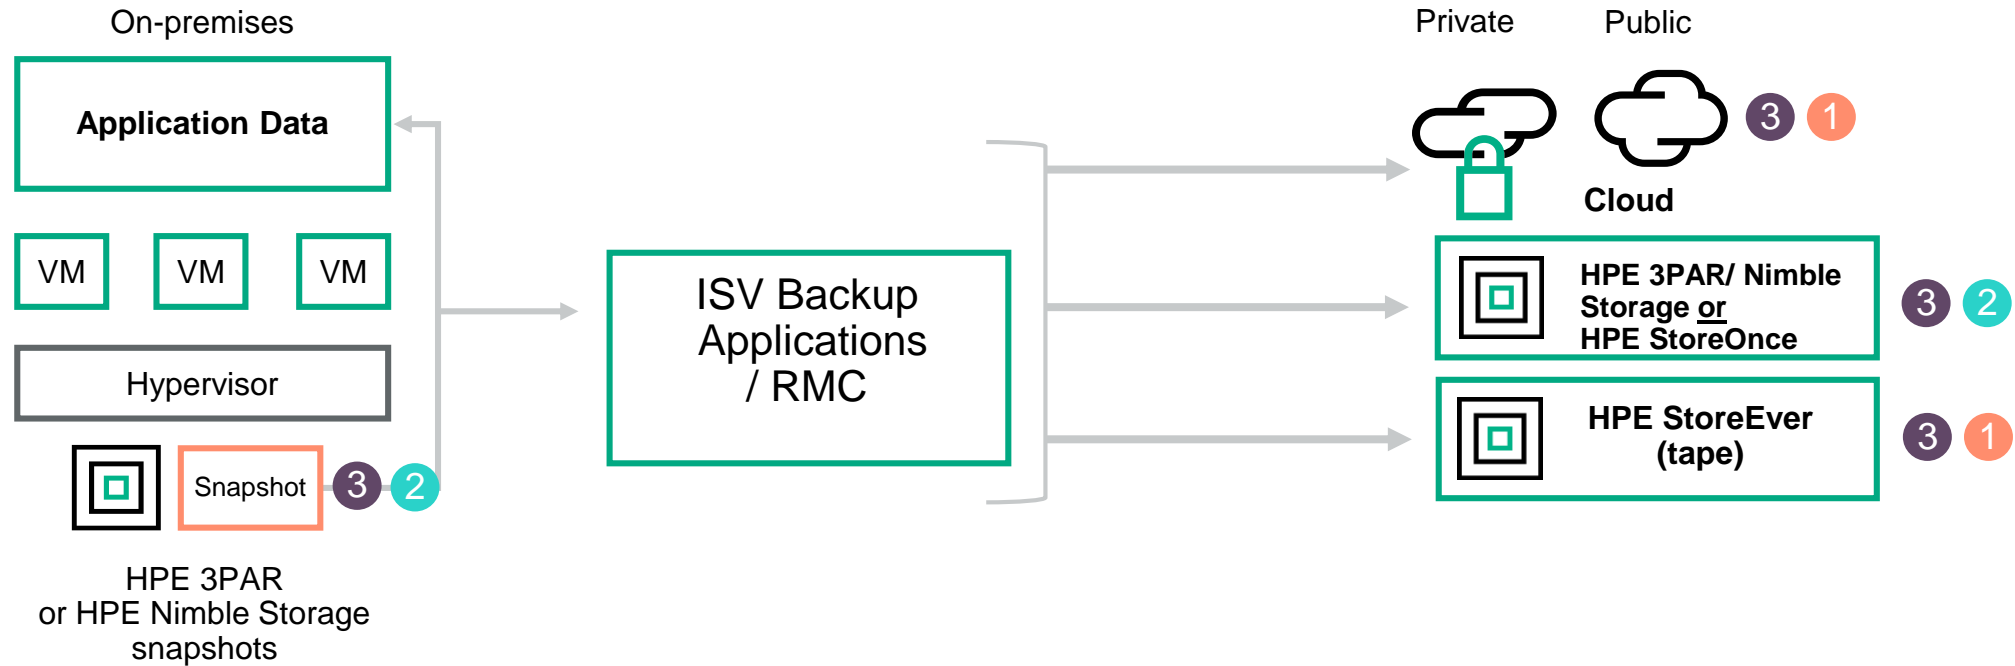 On-premises
Application Data
VM VM VM
Hypervisor
Snapshot 3 2
HPE 3PAR
or HPE Nimble Storage
snapshots
ISV Backup
Applications
/ RMC
Private Public
3 1
Cloud
HPE 3PAR/ Nimble
Storage or
HPE StoreOnce
3 2
HPE StoreEver
(tape)
3 1